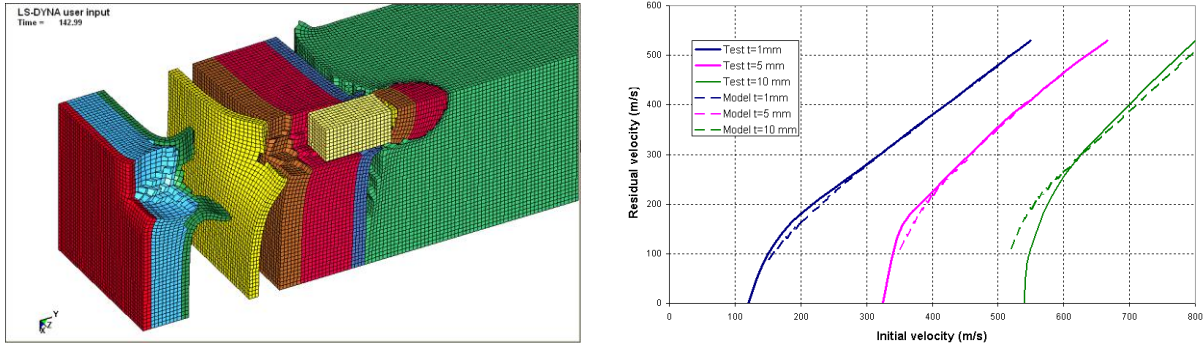 LS-DYNA user input
Time = 142.99
Y
Z
X
600
500
400
300
200
100
0
Residual velocity (m/s)
Test t=1mm
Test t=5 mm
Test t=10 mm
Model t=1mm
Model t=5 mm
Model t=10 mm
0 100 200 300 400 500 600 700 800
Initial velocity (m/s)